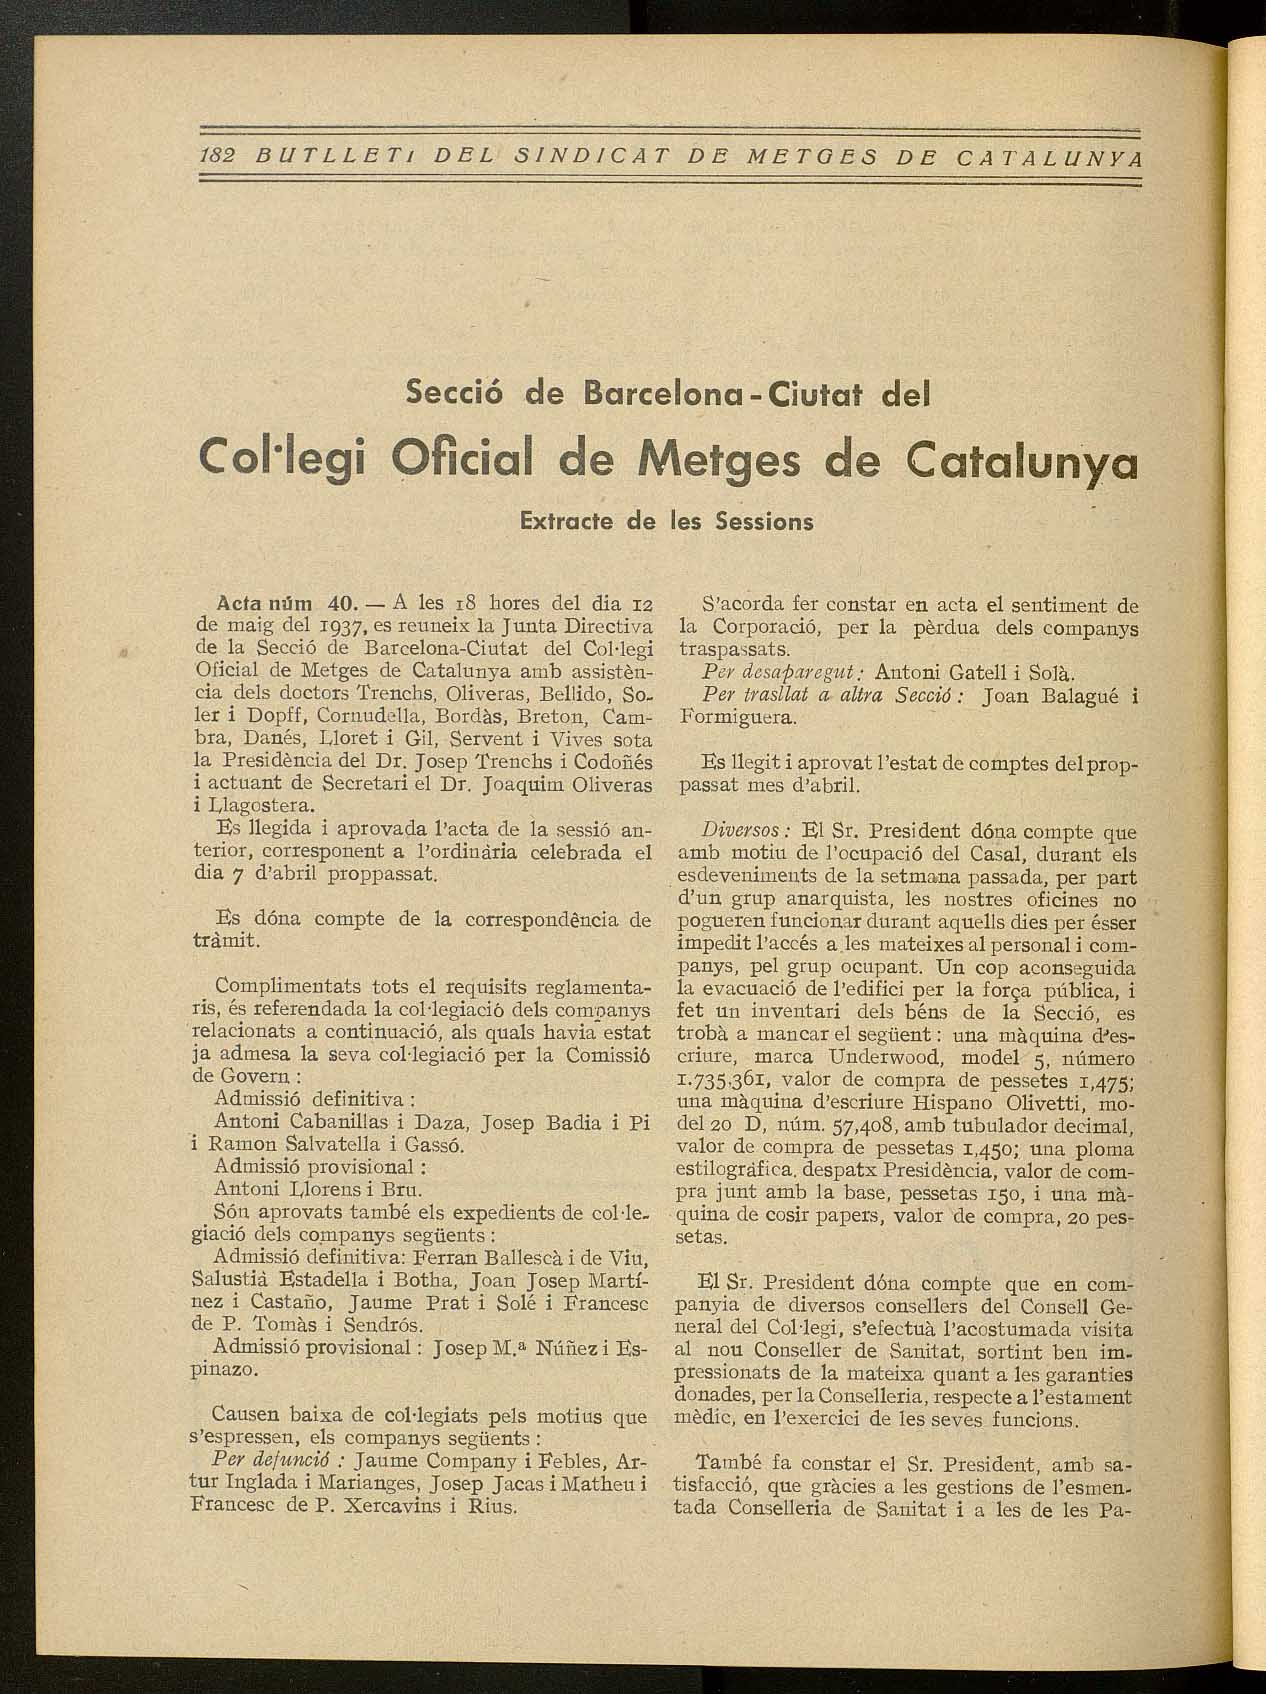 182 BUTLLETI DEL SINDICAT DE METGES DE CATALUNYA
Secció de Barcelona - Ciutat del
Col·legi Oficial de Metges de Catalunya
Extracte de les Sessions
Acta núm 40. — A les 18 hores del dia 12
de maig del 1937, es reuneix la Junta Directiva
de la Secció de Barcelona-Ciutat del Col·legi
Oficial de Metges de Catalunya amb assistèn-
cia dels doctors Trenchs, Oliveras, Bellido, So-
ler i Dopff, Cornudella, Bordàs, Breton, Cam-
bra, Danés, Lloret i Gil, Servent i Vives sota
la Presidència del Dr. Josep Trenchs i Codoñés
i actuant de Secretari el Dr. Joaquim Oliveras
i Llagostera.
Es llegida i aprovada l'acta de la sessió an-
terior, corresponent a l'ordinària celebrada el
dia 7 d'abril proppassat.
Es dóna compte de la correspondència de
tràmit.
Complimentats tots el requisits reglamenta-
ris, és referendada la col·legiació dels companys
relacionats a continuació, als quals havia estat
ja admesa la seva col·legiació per la Comissió
de Govern :
Admissió definitiva :
Antoni Cabanillas i Daza, Josep Badia i Pi
i Ramon Salvatella i Gassó.
Admissió provisional :
Antoni Llorens i Bru.
Són aprovats també els expedients de col·le-
giació dels companys següents :
Admissió definitiva: Ferran Ballescà i de Viu,
Salustià Estadella i Botha, Joan Josep Martí-
nez i Castaño, Jaume Prat i Solé i Francesc
de P. Tomàs i Sendrós.
Admissió provisional : Josep M.ª Núñez i Es-
pinazo.
Causen baixa de col·legiats pels motius que
s'espressen, els companys següents :
Per defunció : Jaume Company i Febles, Ar-
tur Inglada i Marianges, Josep Jacas i Matheu i
Francesc de P. Xercavins i Rius.
S'acorda fer constar en acta el sentiment de
la Corporació, per la pèrdua dels companys
traspassats.
Per desaparegut : Antoni Gatell i Solà.
Per trasllat a altra Secció : Joan Balagué i
Formiguera.
Es llegit i aprovat l'estat de comptes del prop-
passat mes d'abril.
Diversos : El Sr. President dóna compte que
amb motiu de l'ocupació del Casal, durant els
esdeveniments de la setmana passada, per part
d'un grup anarquista, les nostres oficines no
pogueren funcionar durant aquells dies per ésser
impedit l'accés a les mateixes al personal i com-
panys, pel grup ocupant. Un cop aconseguida
la evacuació de l'edifici per la força pública, i
fet un inventari dels béns de la Secció, es
trobà a mancar el següent : una màquina d'es-
criure, marca Underwood, model 5, número
1.735.361, valor de compra de pessetes 1,475;
una màquina d'escriure Hispano Olivetti, mo-
del 20 D, núm. 57,408, amb tubulador decimal,
valor de compra de pessetas 1,450; una ploma
estilogràfica, despatx Presidència, valor de com-
pra junt amb la base, pessetas 150, i una mà-
quina de cosir papers, valor de compra, 20 pes-
setas.
El Sr. President dóna compte que en com-
panyia de diversos consellers del Consell Ge-
neral del Col·legi, s'efectuà l'acostumada visita
al nou Conseller de Sanitat, sortint ben im-
pressionats de la mateixa quant a les garanties
donades, per la Conselleria, respecte a l'estament
mèdic, en l'exercici de les seves funcions.
També fa constar el Sr. President, amb sa-
tisfacció, que gràcies a les gestions de l'esmen-
tada Conselleria de Sanitat i a les de les Pa-